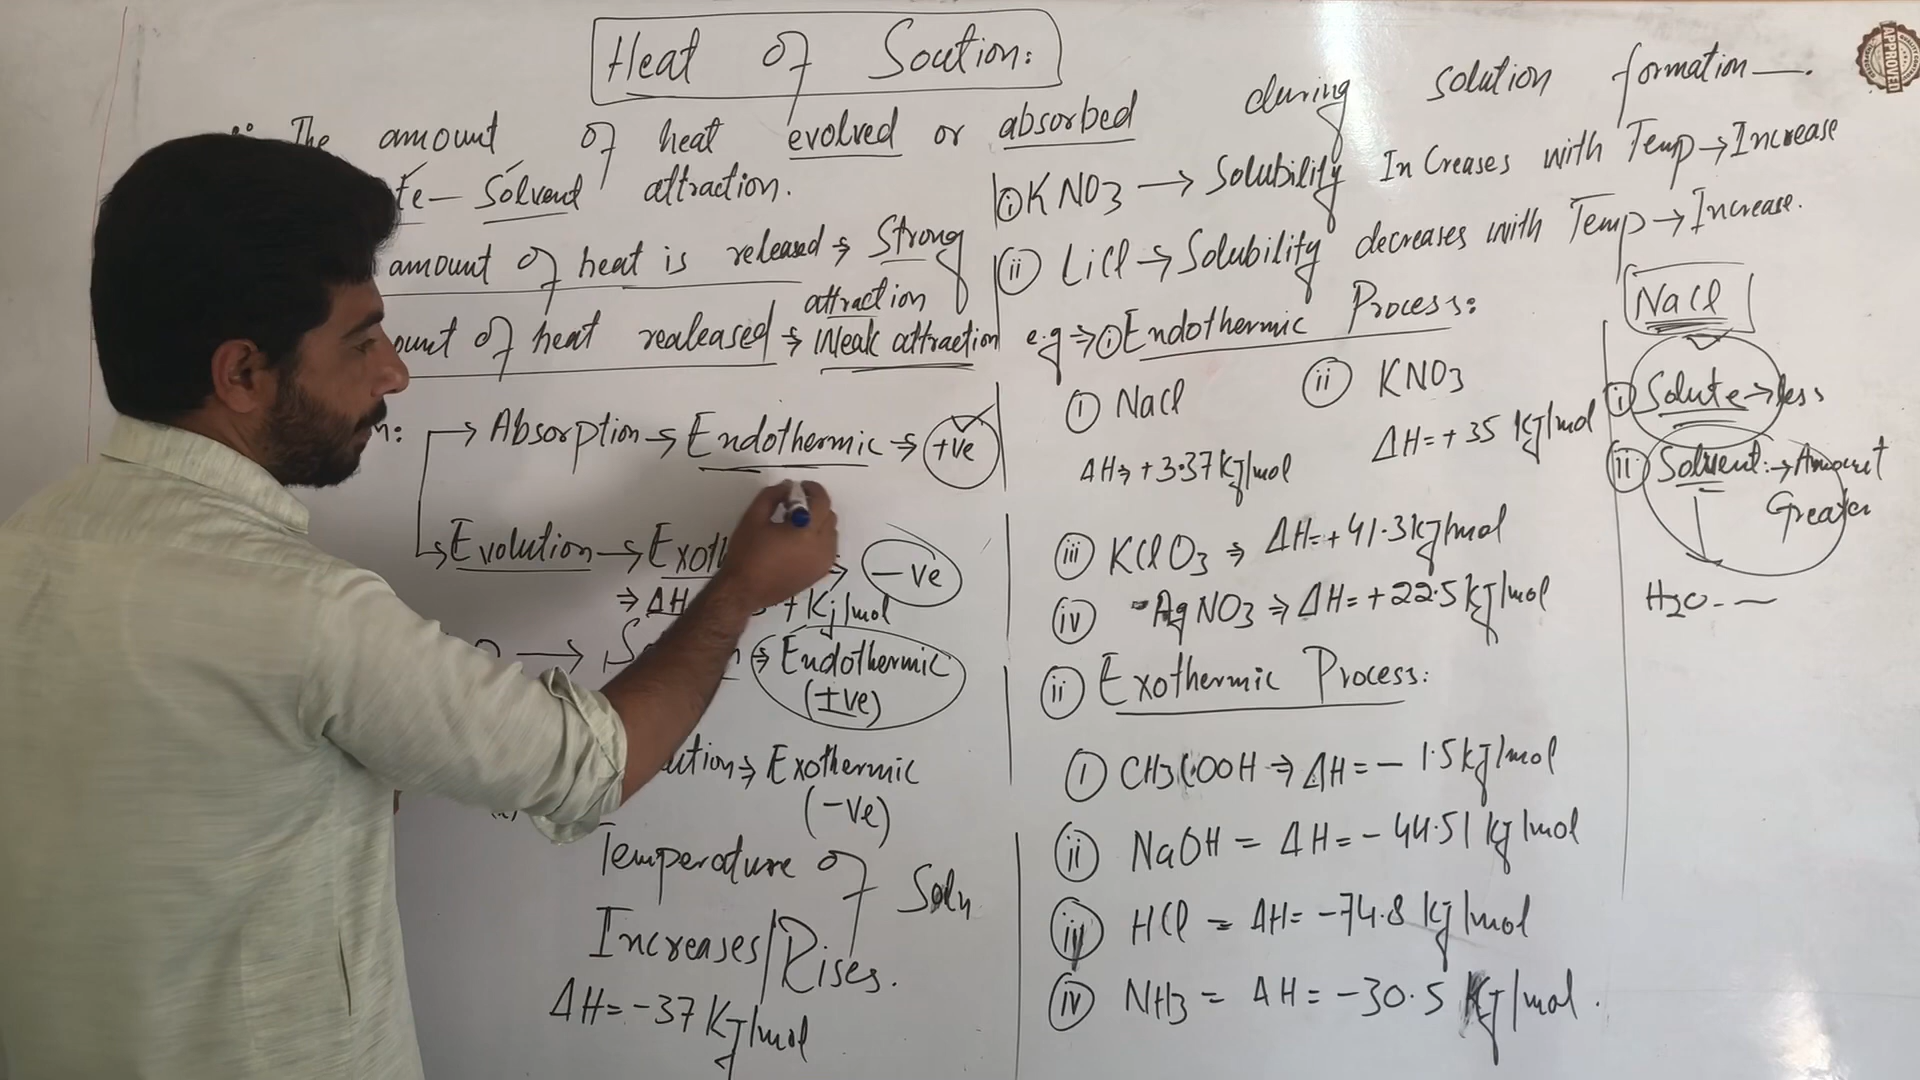 Heat of Soution:
The amount of heat evolved or absorbed during solution formation
te - Solvent attraction.
amount of heat is released ⇒ Strong
attraction
ount of heat realeased ⇒ Weak attraction
n: → Absorption → Endothermic → +ve
→ Evolution → Exoth → -ve
⇒ ΔH + Kj/mol
→ S ⇒ Endothermic
(+ve)
ution ⇒ Exothermic
(-ve)
Temperature of Soln
Increases/Rises.
ΔH = -37 KJ/mol
i KNO3 → Solubility InCreases with Temp → Increase
ii LiCl → Solubility decreases with Temp → Increase.
e.g ⇒ i Endothermic Process:
i NaCl ii KNO3
ΔH ⇒ +3.37 KJ/mol ΔH = +35 KJ/mol
iii KClO3 ⇒ ΔH = +41.3 kj/mol
iv AgNO3 ⇒ ΔH = +22.5 kJ/mol
ii Exothermic Process:
i CH3COOH ⇒ ΔH = - 1.5 kJ/mol
ii NaOH = ΔH = -44.51 kJ/mol
iii HCl = ΔH = -74.8 kJ/mol
iv NH3 = ΔH = -30.5 KJ/mol.
NaCl
i Solute → less
ii Solvent: → Amount
Greater
H2O - —
APPROVED